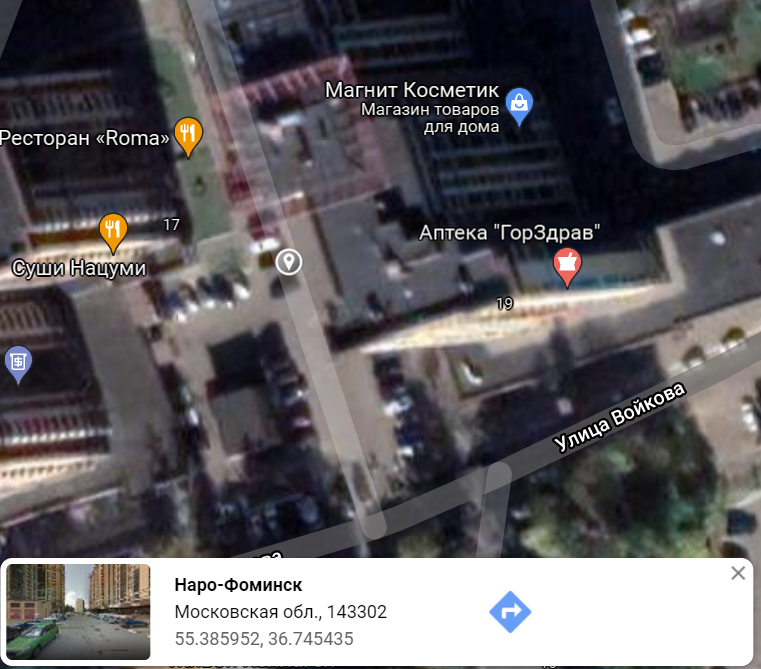 Магнит Косметик
Магазин товаров
для дома
Ресторан «Roma»
17
Аптека "ГорЗдрав"
Суши Нацуми
19
Улица Войкова
Наро-Фоминск
Московская обл., 143302
55.385952, 36.745435